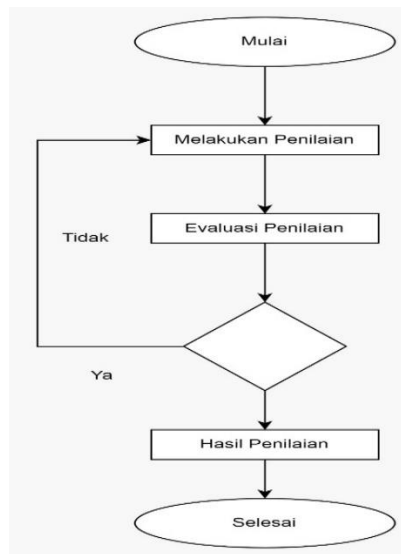 Mulai
Melakukan Penilaian
Evaluasi Penilaian
Tidak
Ya
Hasil Penilaian
Selesai